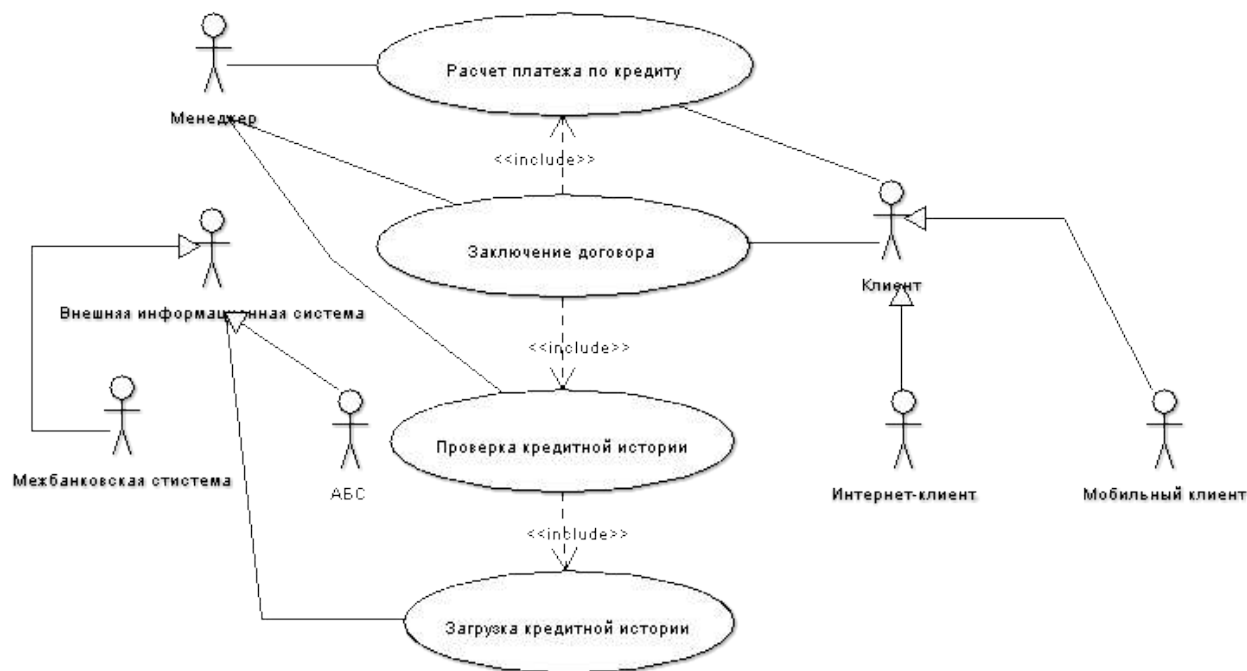 Расчет платежа по кредиту
Менеджер
<<include>>
Заключение договора
Клиент
Внешняя информационная система
<<include>>
Проверка кредитной истории
Межбанковская стистема
АБС
Интернет-клиент
Мобильный клиент
<<include>>
Загрузка кредитной истории